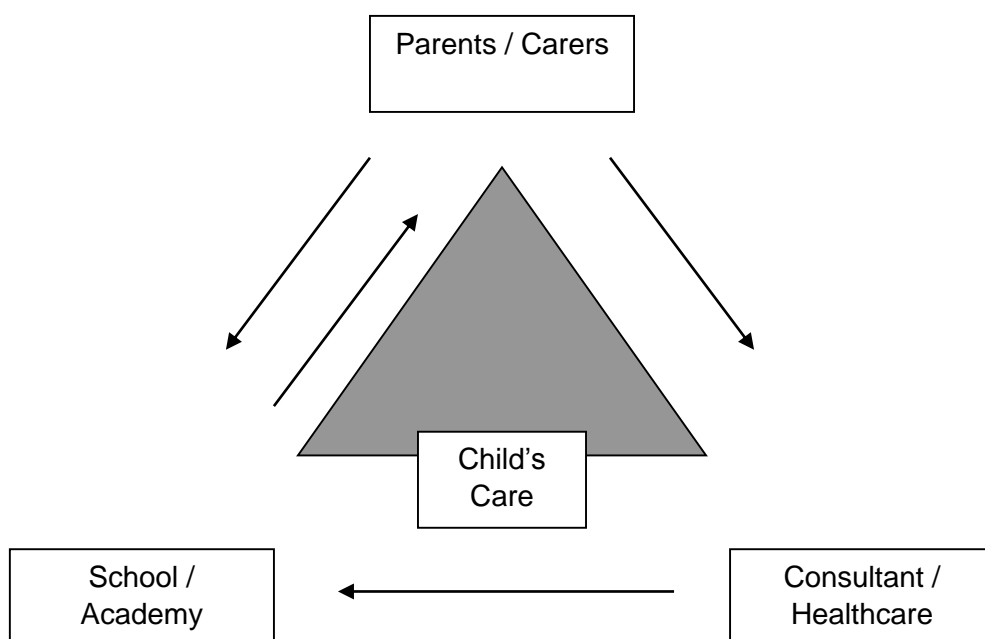 Parents / Carers
Child’s
Care
School /
Academy
Consultant /
Healthcare